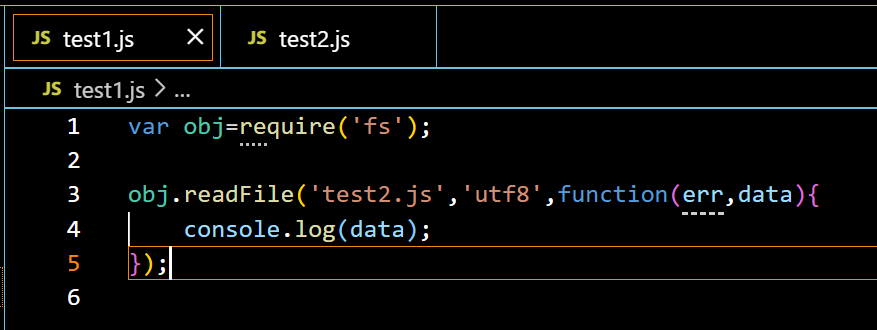 JS test1.js ×
JS test2.js
JS test1.js > ...
1 var obj=require('fs');
2
3 obj.readFile('test2.js','utf8',function(err,data){
4     console.log(data);
5 });
6